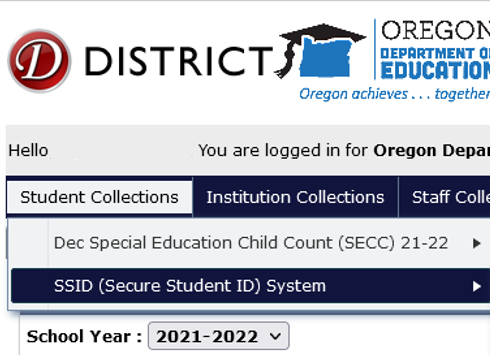 D DISTRICT
OREGON
DEPARTMENT OF
EDUCATION
Oregon achieves . . . together
Hello
You are logged in for Oregon Depar
Student Collections Institution Collections Staff Colle
Dec Special Education Child Count (SECC) 21-22
SSID (Secure Student ID) System
School Year : 2021-2022